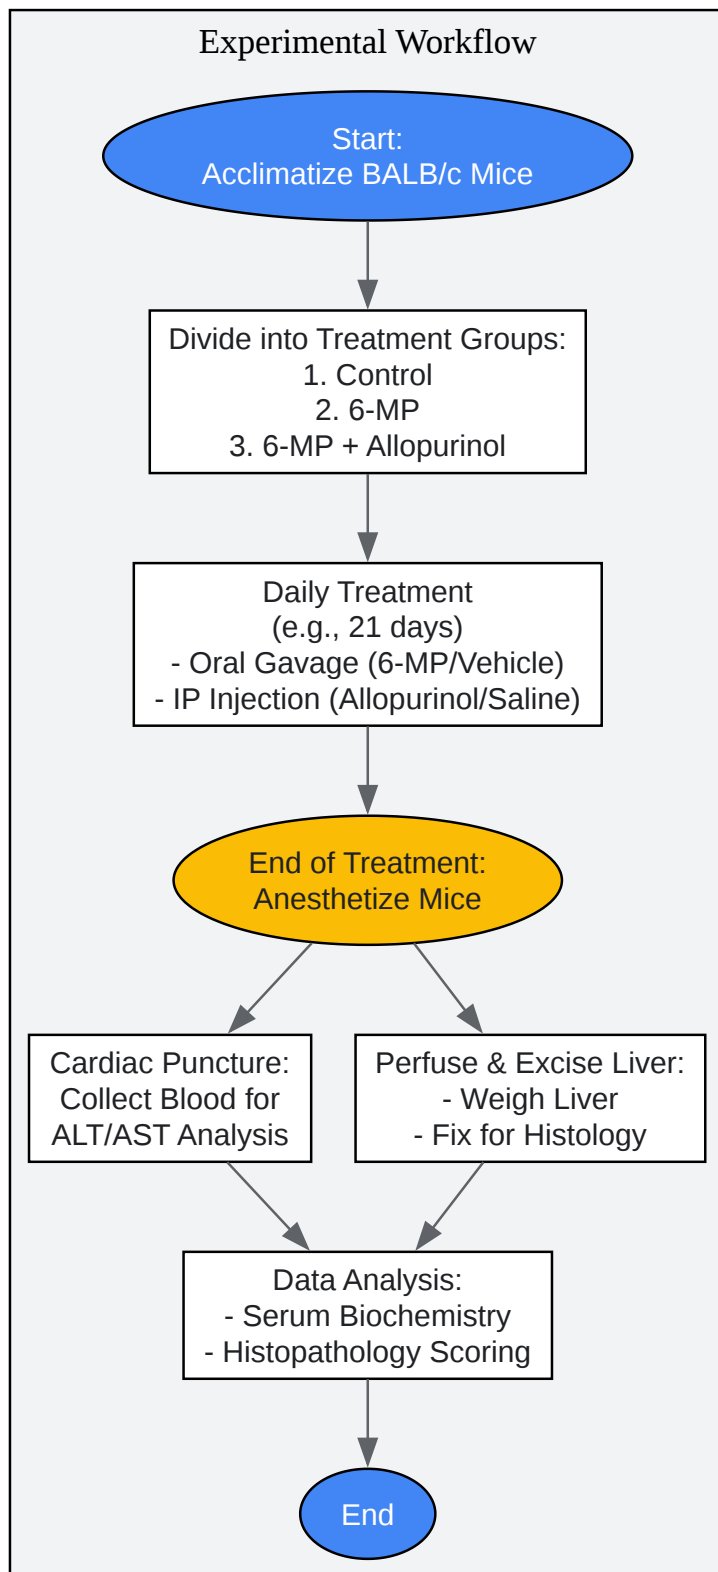 Experimental Workflow
Start:
Acclimatize BALB/c Mice
Divide into Treatment Groups:
1. Control
2. 6-MP
3. 6-MP + Allopurinol
Daily Treatment
(e.g., 21 days)
- Oral Gavage (6-MP/Vehicle)
- IP Injection (Allopurinol/Saline)
End of Treatment:
Anesthetize Mice
Cardiac Puncture:
Collect Blood for
ALT/AST Analysis
Perfuse & Excise Liver:
- Weigh Liver
- Fix for Histology
Data Analysis:
- Serum Biochemistry
- Histopathology Scoring
End